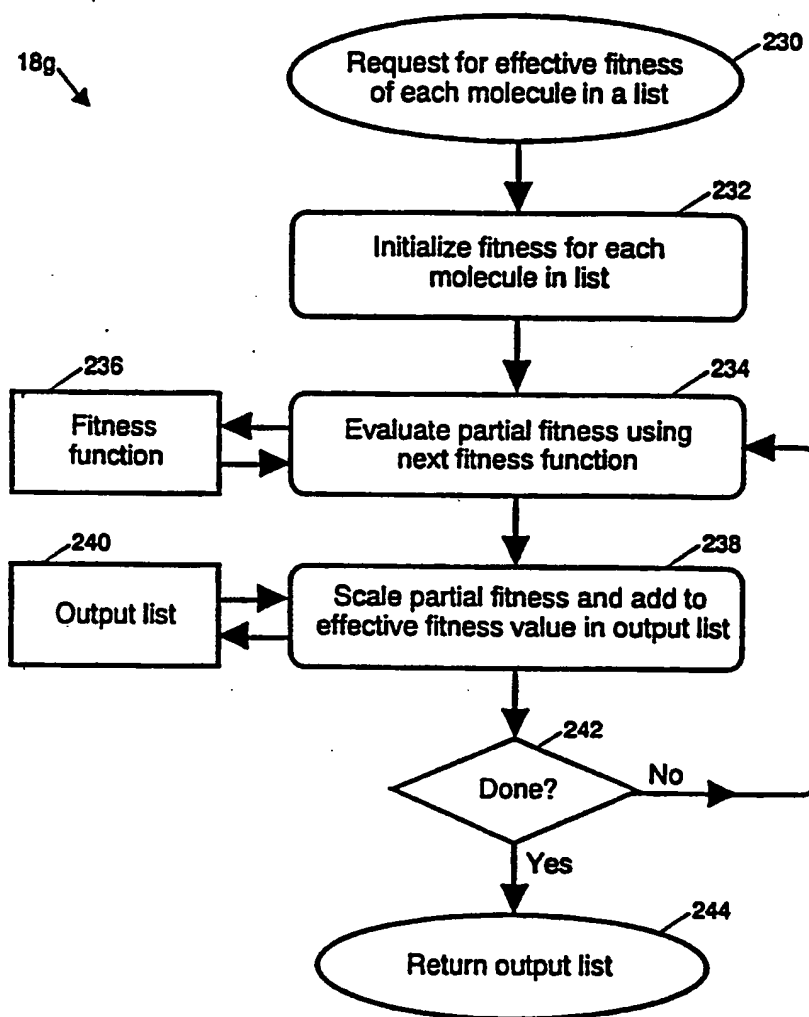 18g
Request for effective fitness
of each molecule in a list
230
232
Initialize fitness for each
molecule in list
236
Fitness
function
234
Evaluate partial fitness using
next fitness function
240
Output list
238
Scale partial fitness and add to
effective fitness value in output list
242
Done?
No
Yes
244
Return output list